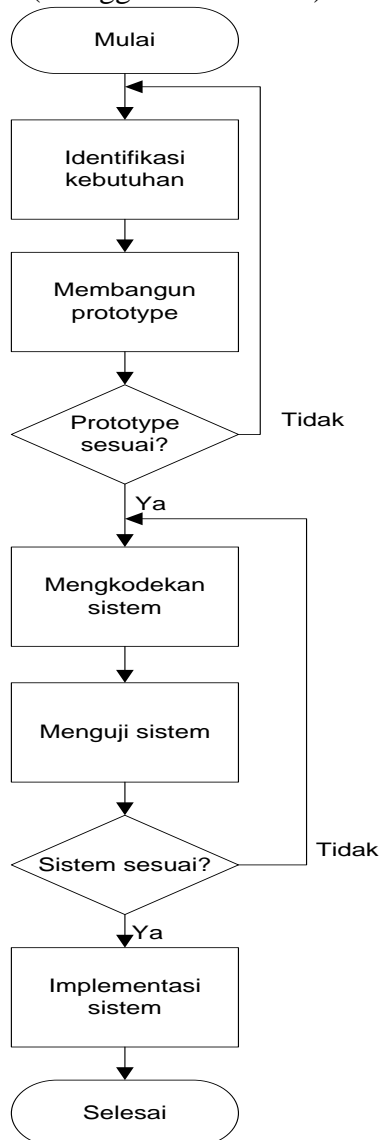 Mulai
Identifikasi
kebutuhan
Membangun
prototype
Prototype
sesuai?
Tidak
Ya
Mengkodekan
sistem
Menguji sistem
Sistem sesuai?
Tidak
Ya
Implementasi
sistem
Selesai